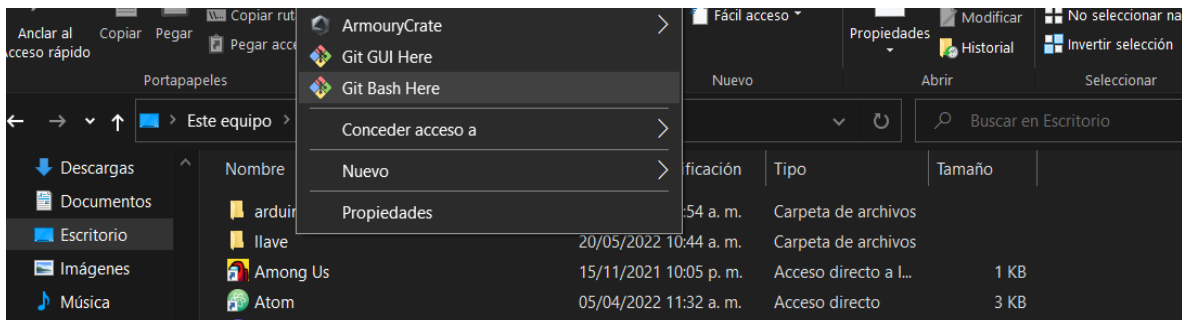 Copiar rut
ArmouryCrate
Fácil acceso
Modificar
No seleccionar na
Anclar al
Copiar
Pegar
Propiedades
Acceso rápido
Pegar acce
Git GUI Here
Historial
Invertir selección
Portapapeles
Git Bash Here
Nuevo
Abrir
Seleccionar
Este equipo
Conceder acceso a
Buscar en Escritorio
Descargas
Nombre
Nuevo
ificación
Tipo
Tamaño
Documentos
arduin
Propiedades
:54 a. m.
Carpeta de archivos
Escritorio
llave
20/05/2022 10:44 a. m.
Carpeta de archivos
Imágenes
Among Us
15/11/2021 10:05 p. m.
Acceso directo a I...
1 KB
Música
Atom
05/04/2022 11:32 a. m.
Acceso directo
3 KB